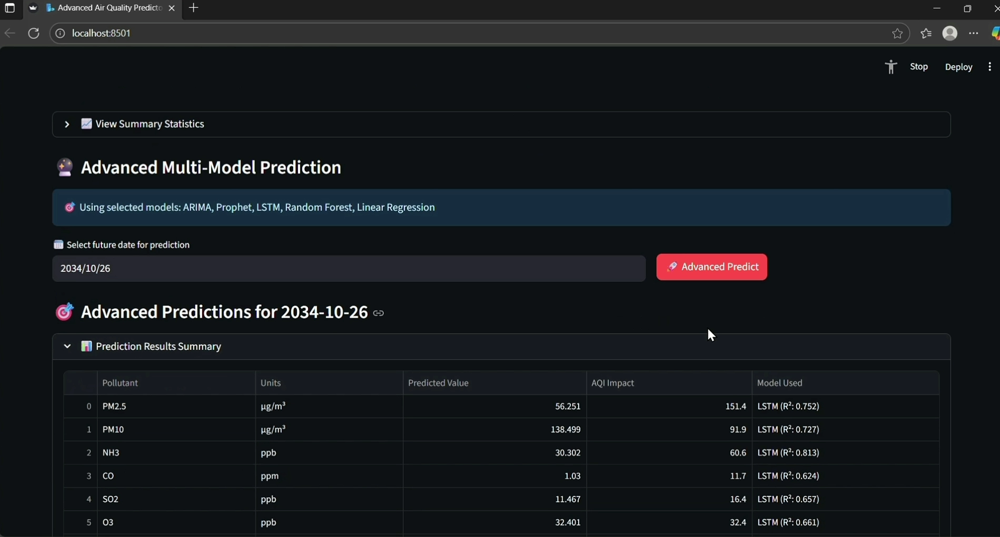 Advanced Air Quality Predicto
localhost:8501
Stop Deploy
View Summary Statistics
Advanced Multi-Model Prediction
Using selected models: ARIMA, Prophet, LSTM, Random Forest, Linear Regression
Select future date for prediction
2034/10/26
Advanced Predict
Advanced Predictions for 2034-10-26
Prediction Results Summary
Pollutant Units Predicted Value AQI Impact Model Used
0 PM2.5 µg/m³ 56.251 151.4 LSTM (R²: 0.752)
1 PM10 µg/m³ 138.499 91.9 LSTM (R²: 0.727)
2 NH3 ppb 30.302 60.6 LSTM (R²: 0.813)
3 CO ppm 1.03 11.7 LSTM (R²: 0.624)
4 SO2 ppb 11.467 16.4 LSTM (R²: 0.657)
5 O3 ppb 32.401 32.4 LSTM (R²: 0.661)